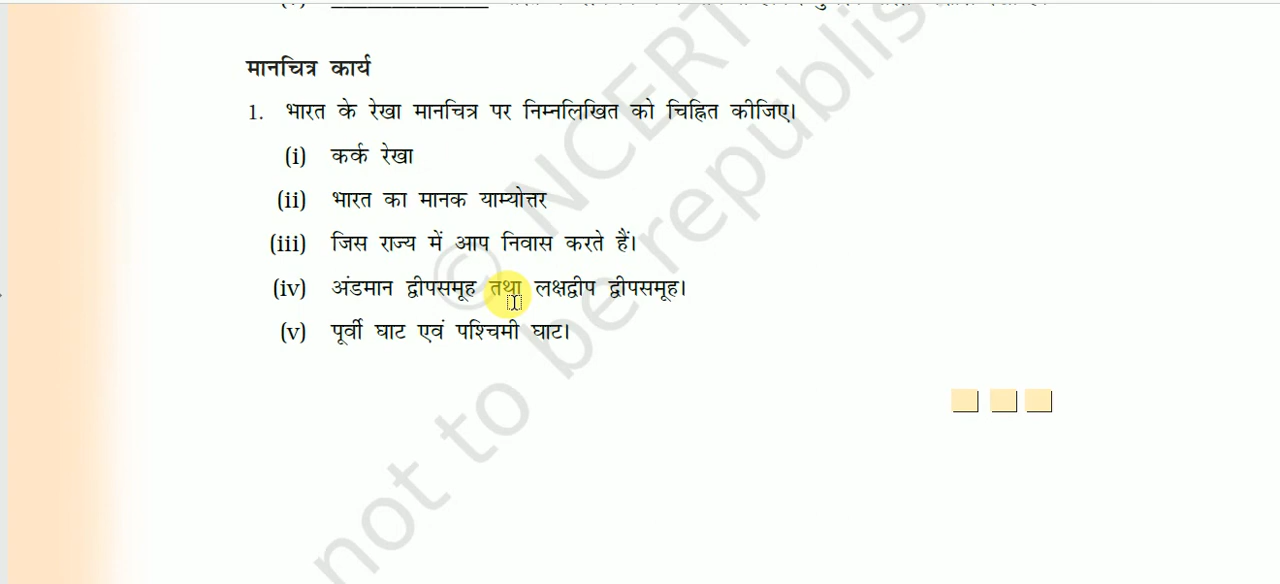 मानचित्र कार्य
1. भारत के रेखा मानचित्र पर निम्नलिखित को चिह्नित कीजिए।
(i) कर्क रेखा
(ii) भारत का मानक याम्योत्तर
(iii) जिस राज्य में आप निवास करते हैं।
(iv) अंडमान द्वीपसमूह तथा लक्षद्वीप द्वीपसमूह।
(v) पूर्वी घाट एवं पश्चिमी घाट।
© NCERT
not to be republis